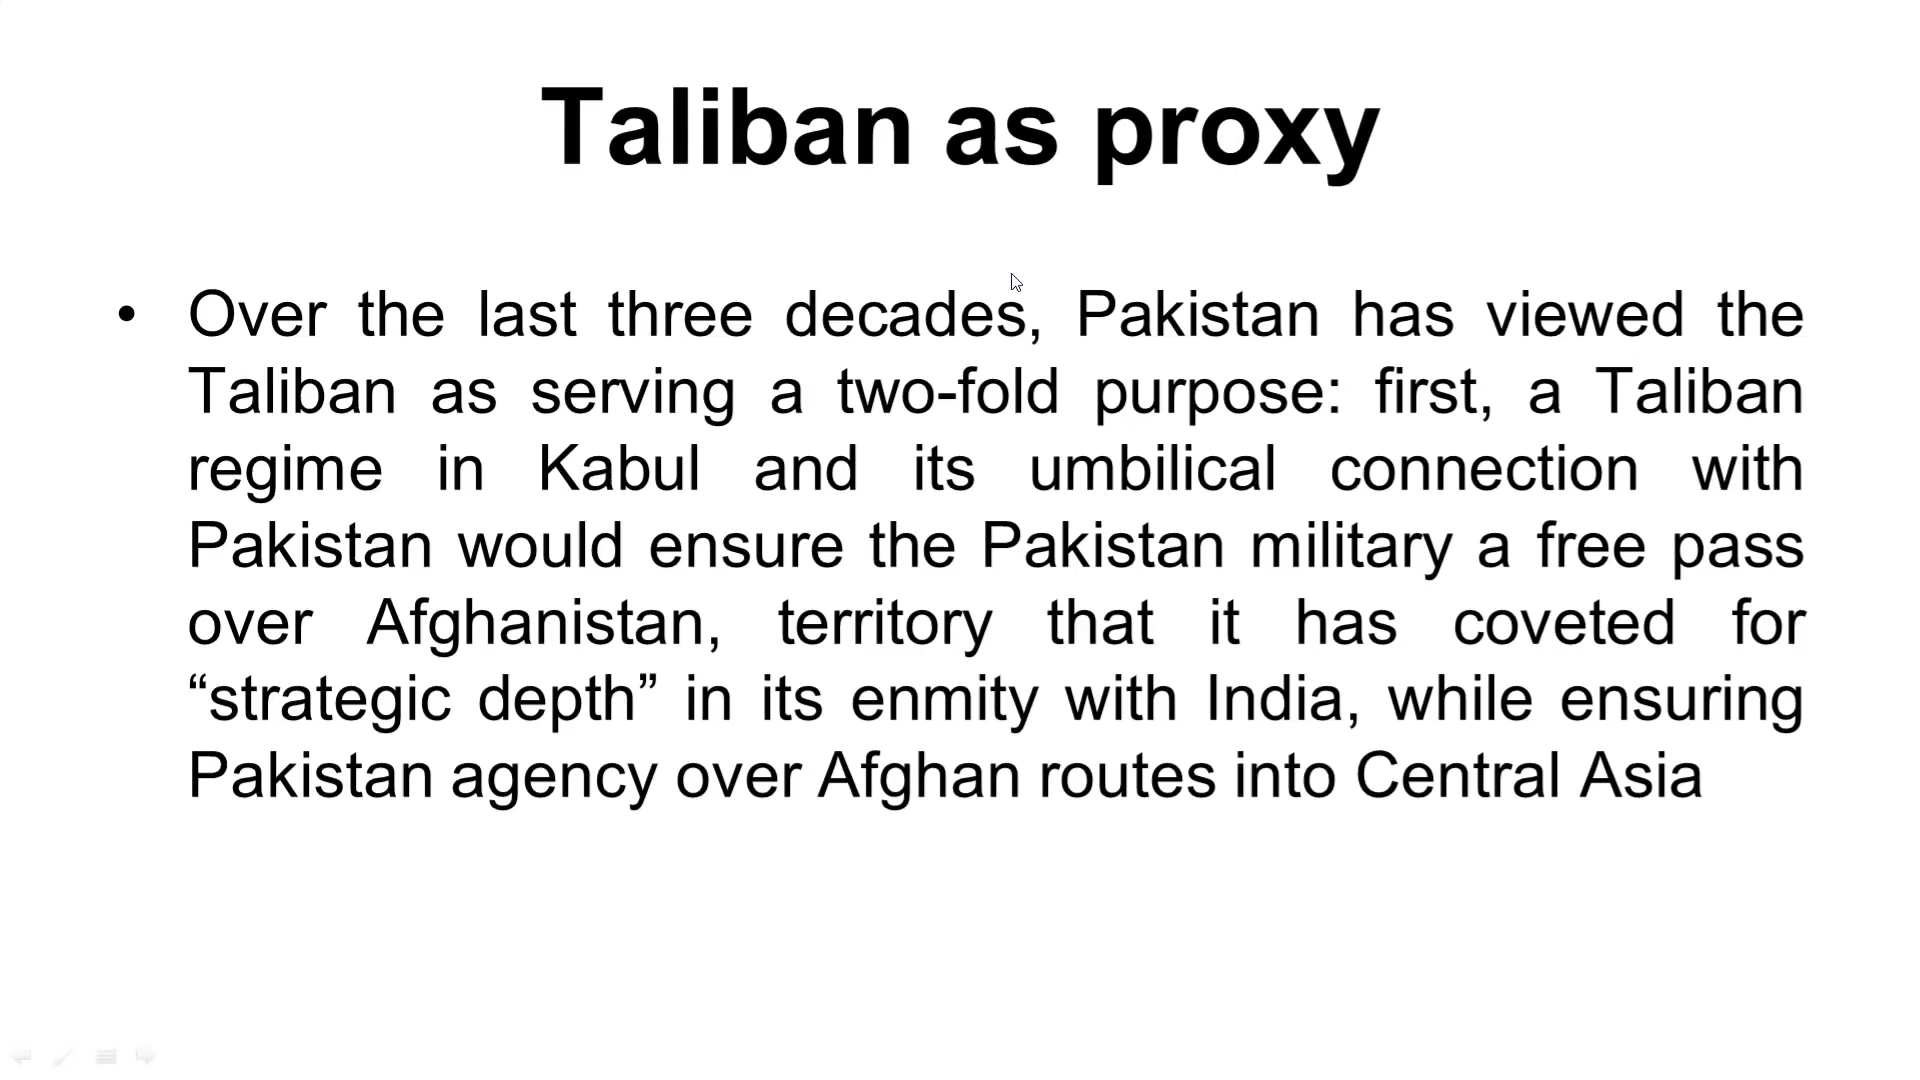 Taliban as proxy
• Over the last three decades, Pakistan has viewed the
Taliban as serving a two-fold purpose: first, a Taliban
regime in Kabul and its umbilical connection with
Pakistan would ensure the Pakistan military a free pass
over Afghanistan, territory that it has coveted for
“strategic depth” in its enmity with India, while ensuring
Pakistan agency over Afghan routes into Central Asia